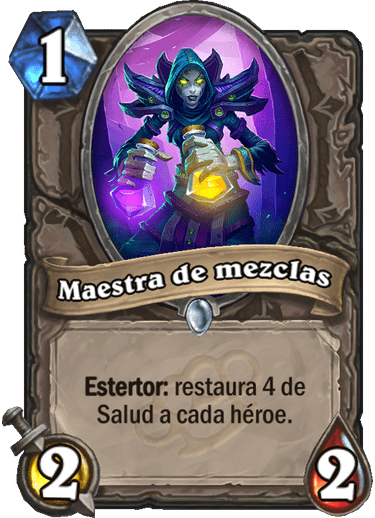 1
Maestra de mezclas
Estertor: restaura 4 de
Salud a cada héroe.
2 2